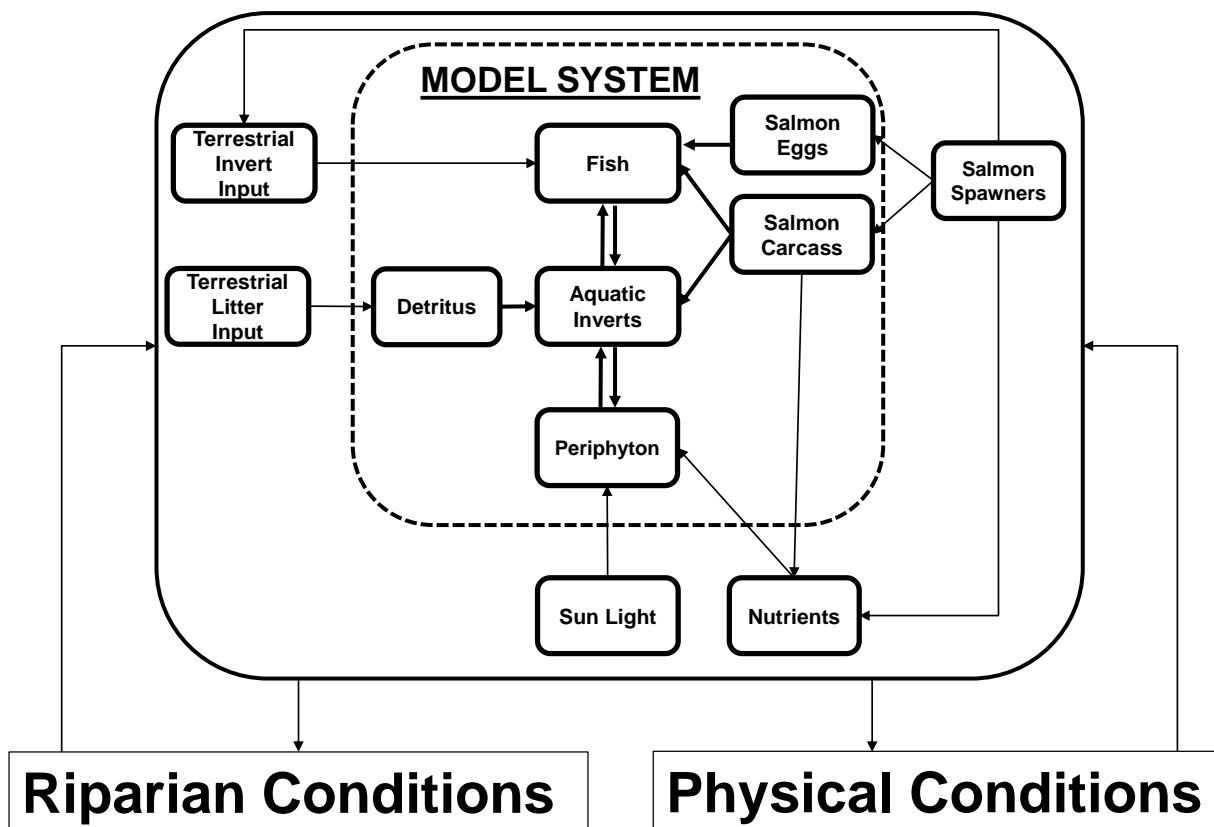 MODEL SYSTEM
Terrestrial
Invert
Input
Fish
Salmon
Eggs
Salmon
Spawners
Salmon
Carcass
Terrestrial
Litter
Input
Detritus
Aquatic
Inverts
Periphyton
Sun Light
Nutrients
Riparian Conditions
Physical Conditions